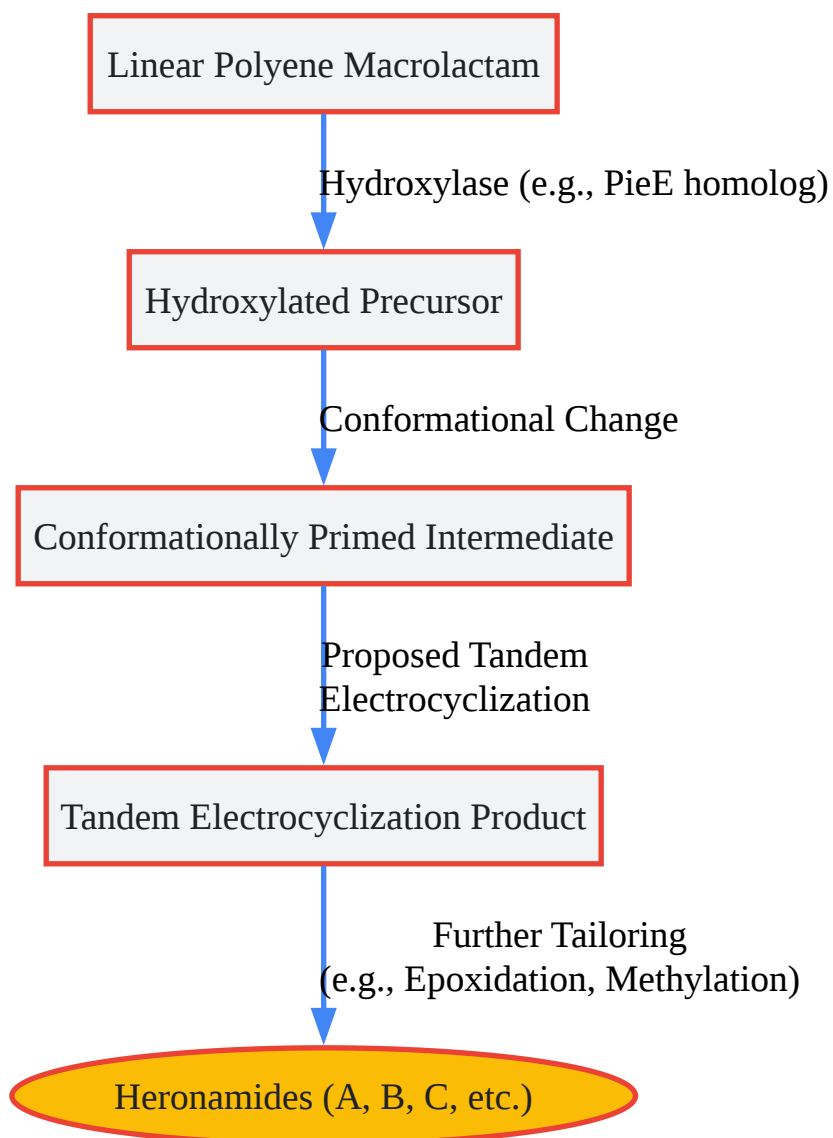 Linear Polyene Macrolactam
Hydroxylase (e.g., PieE homolog)
Hydroxylated Precursor
Conformational Change
Conformationally Primed Intermediate
Proposed Tandem
Electrocyclization
Tandem Electrocyclization Product
Further Tailoring
(e.g., Epoxidation, Methylation)
Heronamides (A, B, C, etc.)